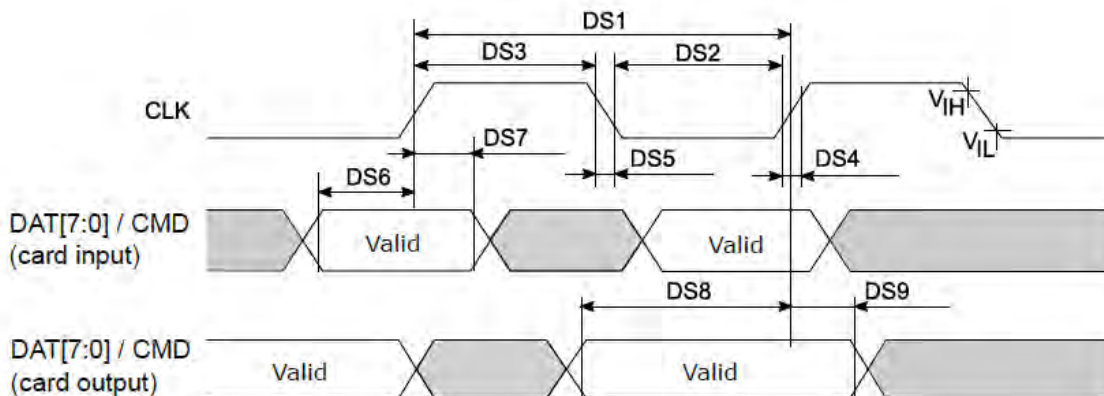 DS1
DS3
DS2
CLK
VIH
VIL
DS7
DS5
DS4
DS6
DAT[7:0] / CMD
(card input)
Valid
Valid
DS8
DS9
DAT[7:0] / CMD
(card output)
Valid
Valid